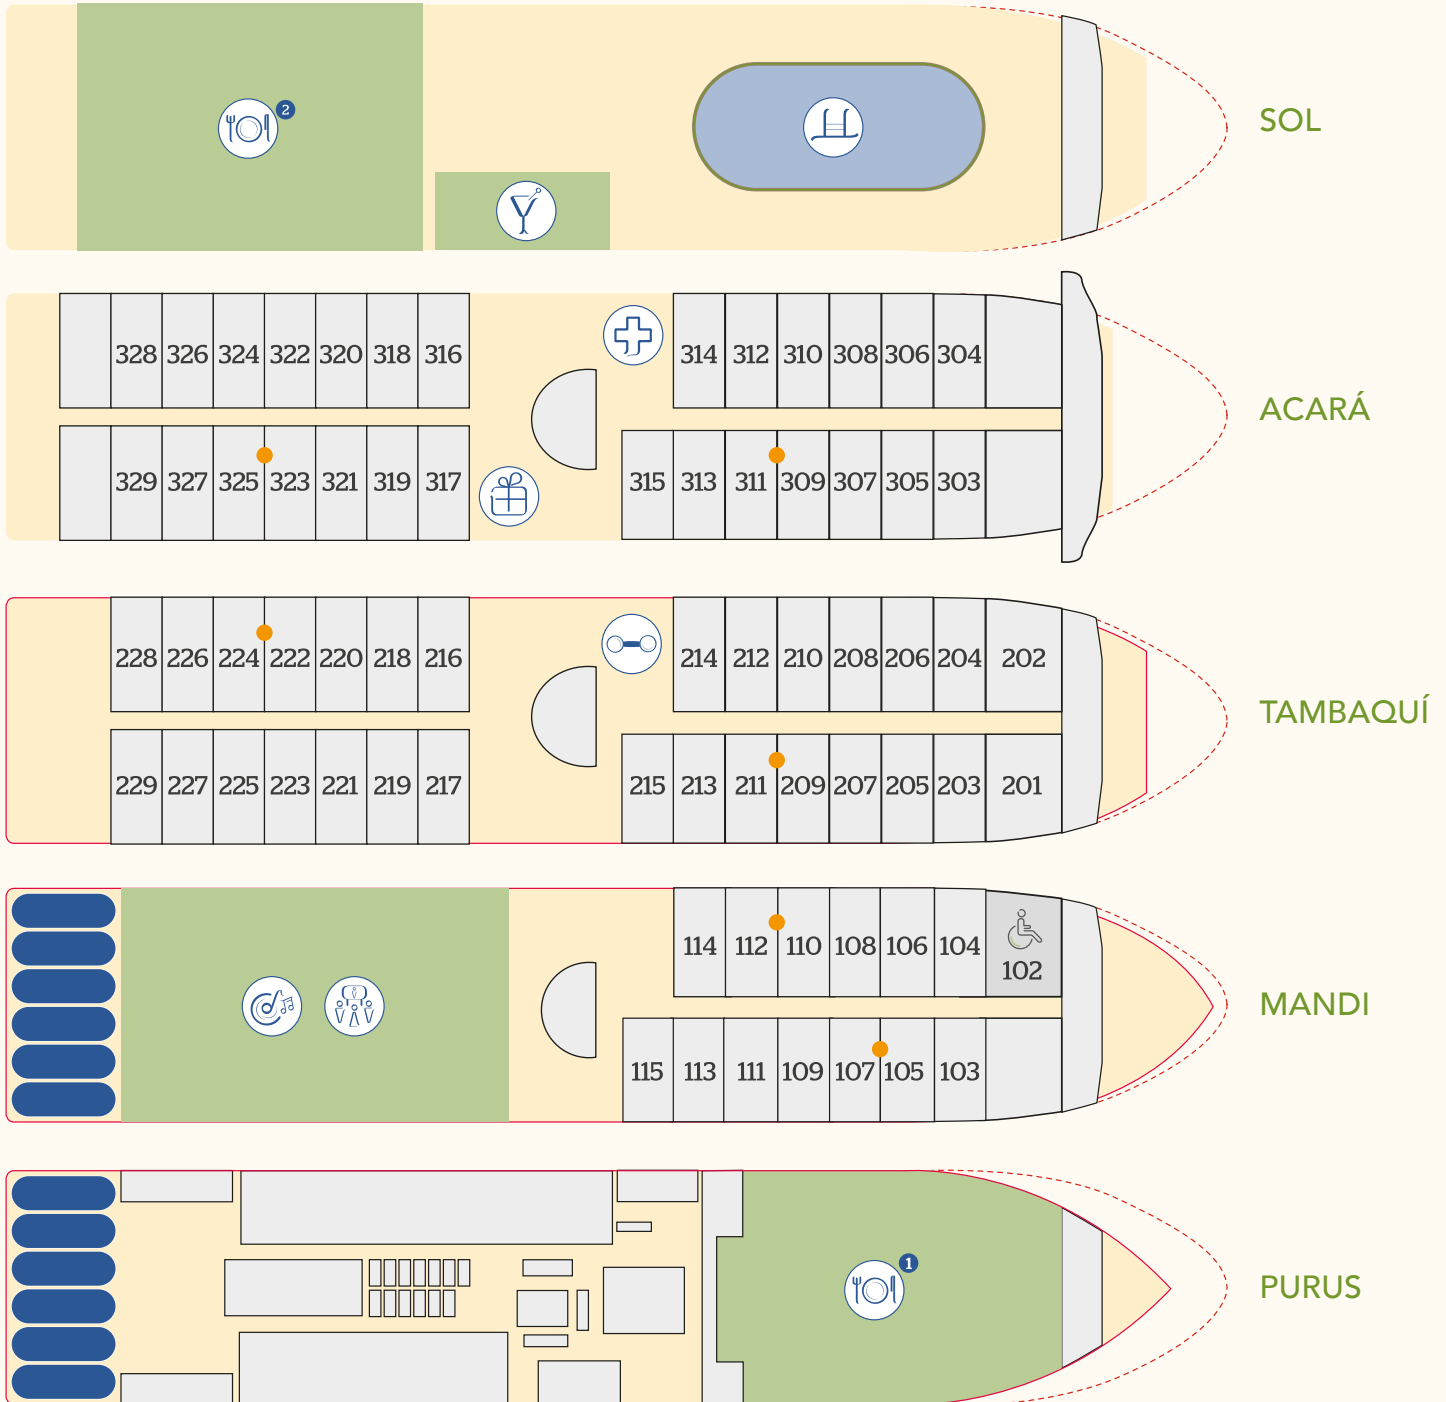 2
SOL
328 326 324 322 320 318 316 314 312 310 308 306 304
ACARÁ
329 327 325 323 321 319 317 315 313 311 309 307 305 303
228 226 224 222 220 218 216 214 212 210 208 206 204 202
TAMBAQUÍ
229 227 225 223 221 219 217 215 213 211 209 207 205 203 201
114 112 110 108 106 104 102
MANDI
115 113 111 109 107 105 103
1
PURUS